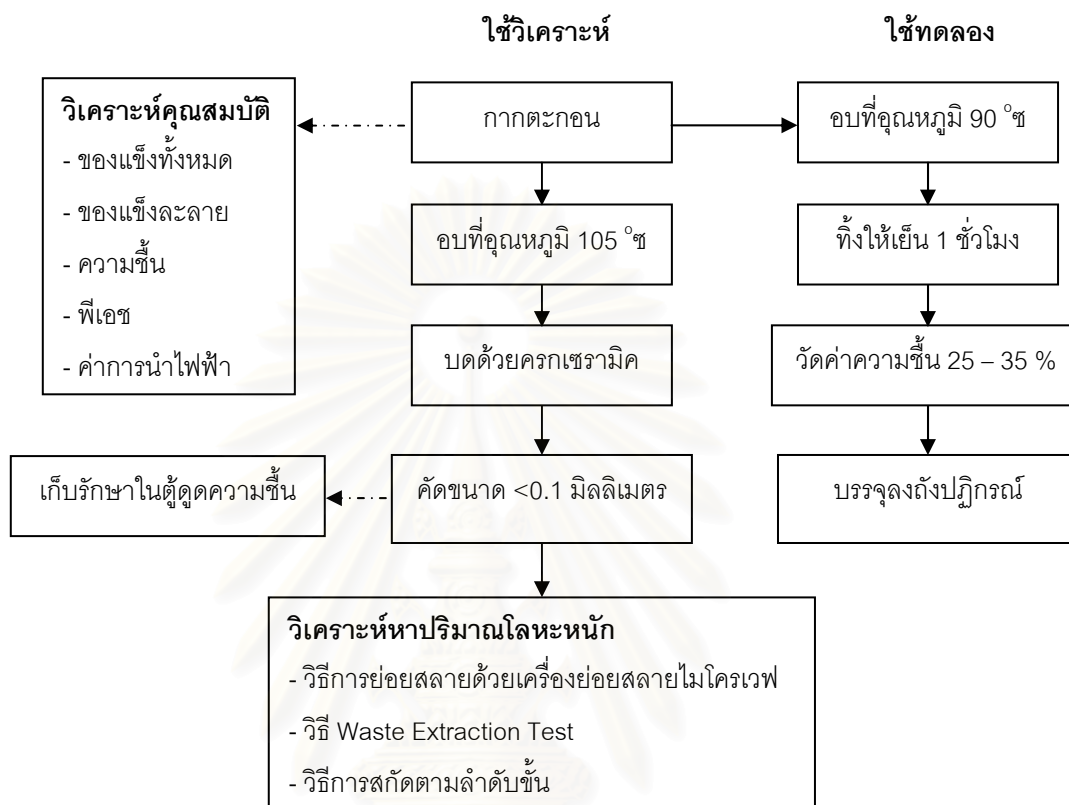 ใช้วิเคราะห์
ใช้ทดลอง
วิเคราะห์คุณสมบัติ
- ของแข็งทั้งหมด
- ของแข็งละลาย
- ความชื้น
- พีเอช
- ค่าการนำไฟฟ้า
กากตะกอน
อบที่อุณหภูมิ 90 °ซ
อบที่อุณหภูมิ 105 °ซ
ทิ้งให้เย็น 1 ชั่วโมง
บดด้วยครกเซรามิค
วัดค่าความชื้น 25 – 35 %
เก็บรักษาในตู้ดูดความชื้น
คัดขนาด <0.1 มิลลิเมตร
บรรจุลงถังปฏิกรณ์
วิเคราะห์หาปริมาณโลหะหนัก
- วิธีการย่อยสลายด้วยเครื่องย่อยสลายไมโครเวฟ
- วิธี Waste Extraction Test
- วิธีการสกัดตามลำดับขั้น